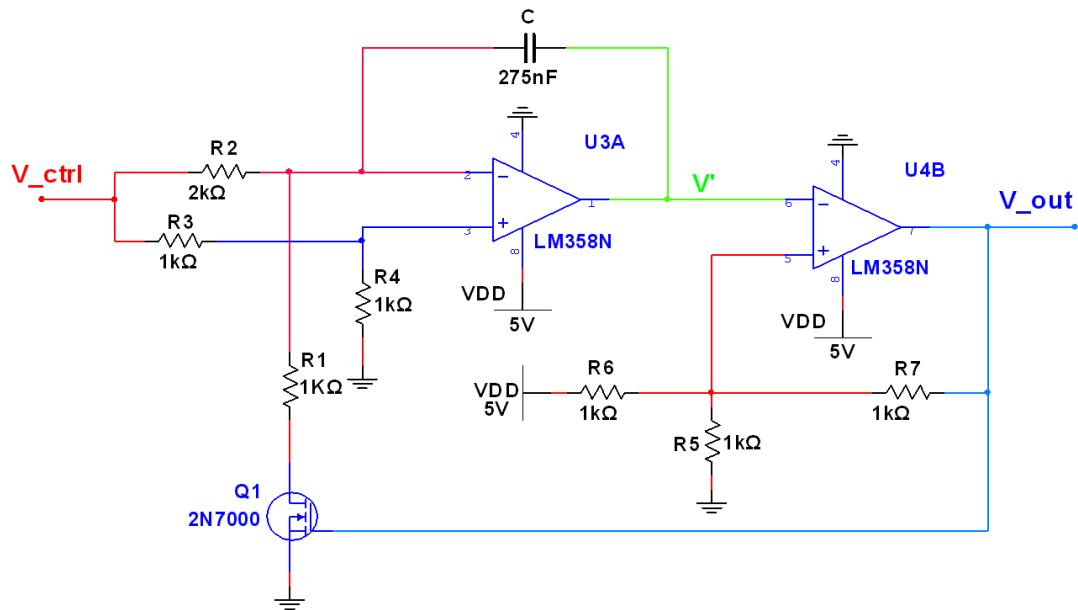 C
275nF
4
U3A
R2
2kΩ
V_ctrl
2
1
3
LM358N
8
R3
1kΩ
R4
1kΩ
VDD
5V
V'
4
U4B
6
7
5
LM358N
8
V_out
VDD
5V
R1
1KΩ
VDD
5V
R6
1kΩ
R7
1kΩ
R5
1kΩ
Q1
2N7000